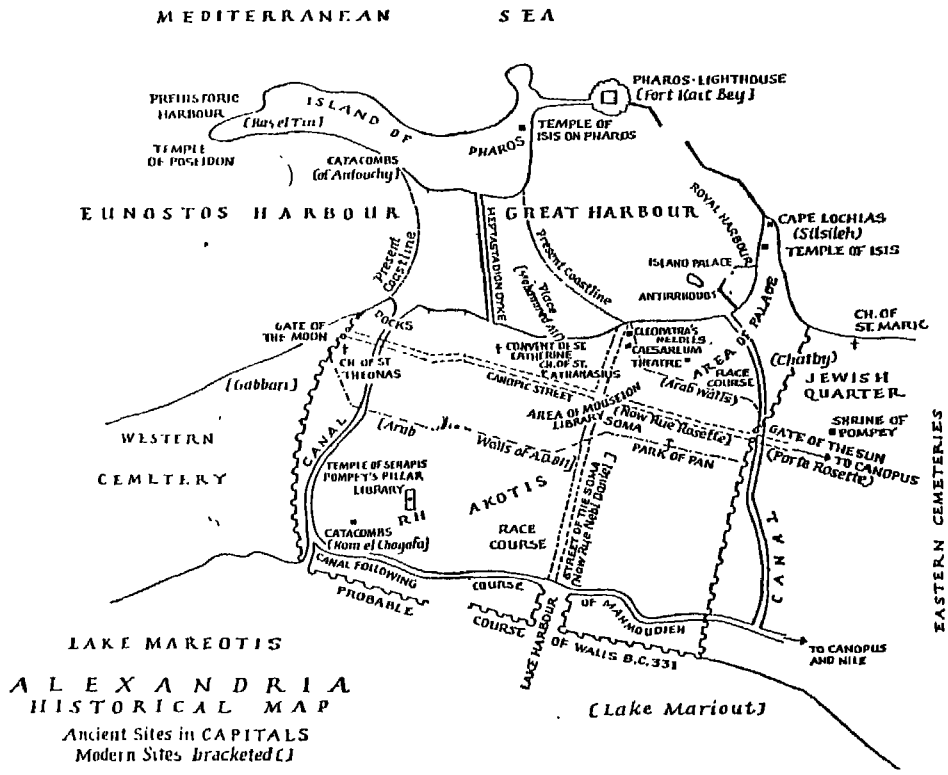 MEDITERRANEAN SEA
PHAROS-LIGHTHOUSE
[Fort Kait Bey]
PREHISTORIC
HARBOUR
ISLAND OF
PHAROS
[Ras el Tin]
TEMPLE OF
ISIS ON PHAROS
TEMPLE
OF POSEIDON
CATACOMBS
[of Anfouchy]
EUNOSTOS HARBOUR
GREAT HARBOUR
ROYAL HARBOUR
CAPE LOCHIAS
(Silsileh)
TEMPLE OF ISIS
HEPTASTADION DYKE
Present
Coastline
Present Coastline
Place
ISLAND PALACE
ANTIRRHODOS
AREA OF PALACE
GATE OF
THE MOON
DOCKS
CH. OF ST
THEONAS
CONVENT OF ST.
CATHERINE
CH. OF ST.
ATHANASIUS
CLEOPATRA'S
NEEDLES
CAESAREUM
THEATRE
RACE
COURSE
(Chatby)
CH. OF
ST. MARK
[Gabbari]
CANOPIC STREET
[Arab Walls]
JEWISH
QUARTER
SHRINE OF
POMPEY
AREA OF MOUSEION
LIBRARY
SOMA
(Now Rue Rosette)
GATE OF THE SUN
TO CANOPUS
(Porte Rosette)
WESTERN
CEMETERY
CANAL
[Arab
Walls of A.D. 811]
PARK OF PAN
TEMPLE OF SERAPIS
POMPEY'S PILLAR
LIBRARY
RH
AKOTIS
CATACOMBS
[Kom el Chogafa]
RACE
COURSE
STREET OF THE SOMA
(Now Rue Nebi Daniel]
CANAL
EASTERN CEMETERIES
CANAL FOLLOWING
COURSE
OF MAHMOUDIEH
PROBABLE
COURSE
OF WALLS B.C. 331
LAKE HARBOUR
TO CANOPUS
AND NILE
LAKE MAREOTIS
[Lake Mariout]
ALEXANDRIA
HISTORICAL MAP
Ancient Sites in CAPITALS
Modern Sites bracketed []